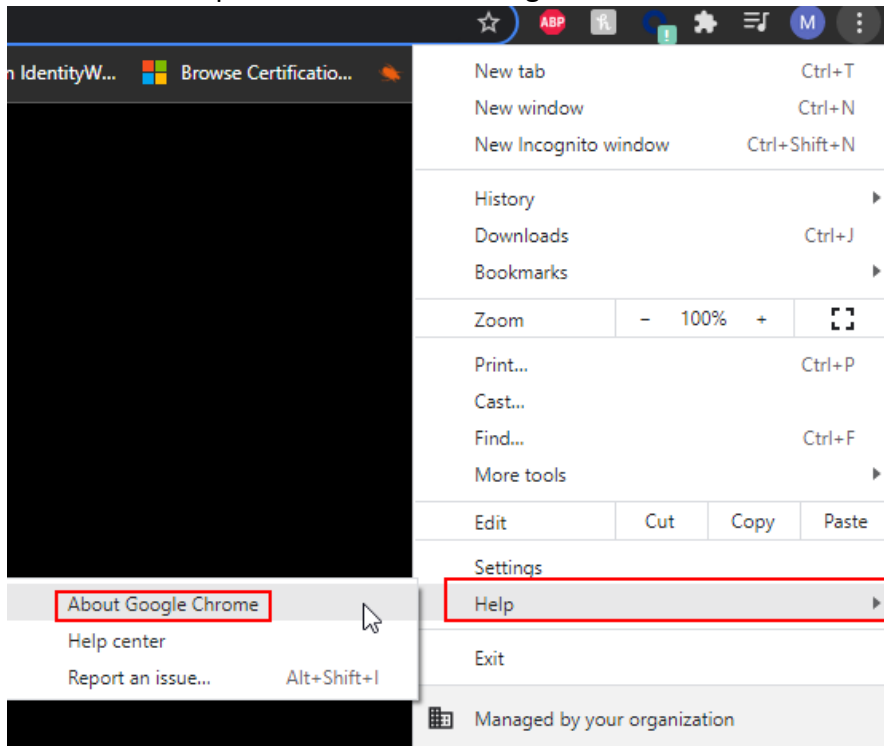 ABP
M
IdentityW... Browse Certificatio...
New tab Ctrl+T
New window Ctrl+N
New Incognito window Ctrl+Shift+N
History
Downloads Ctrl+J
Bookmarks
Zoom - 100% +
Print... Ctrl+P
Cast...
Find... Ctrl+F
More tools
Edit Cut Copy Paste
Settings
About Google Chrome Help
Help center
Exit
Report an issue... Alt+Shift+I
Managed by your organization